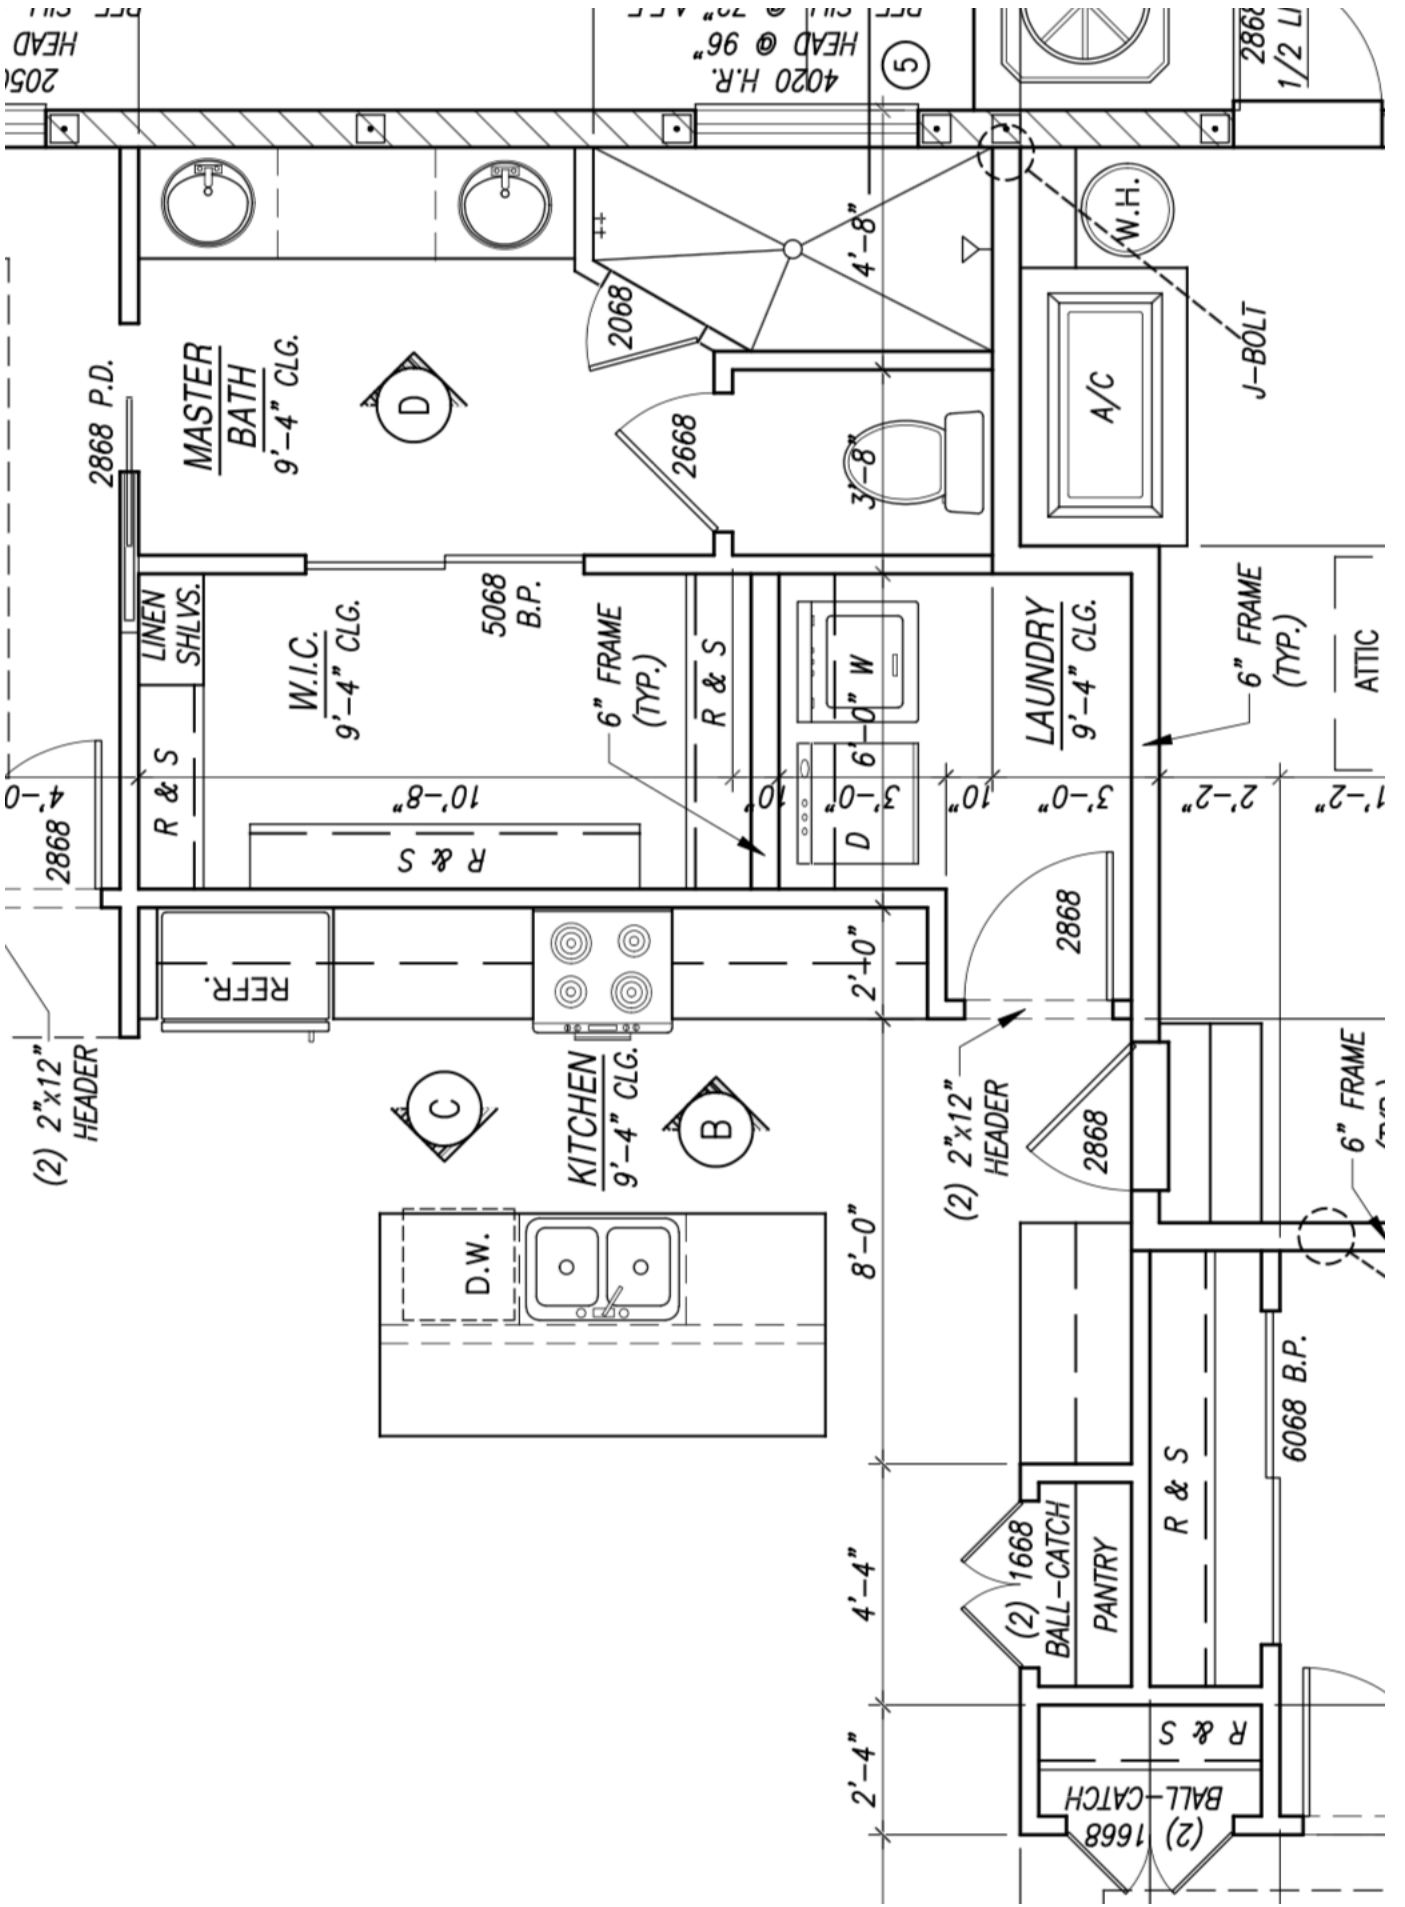 2050
HEAD
4020 H.R.
HEAD @ 96"
5
2868
1/2
W.H.
4'-8"
2068
MASTER
BATH
9'-4" CLG.
D
2868 P.D.
2668
3'-8"
A/C
J-BOLT
LINEN
SHLVS.
W.I.C.
9'-4" CLG.
5068
B.P.
6" FRAME
(TYP.)
R & S
W
6'-0"
D
LAUNDRY
9'-4" CLG.
6" FRAME
(TYP.)
ATTIC
R & S
R & S
10'-8"
10"
3'-0"
10"
3'-0"
2'-2"
1'-2"
2868
REFR.
2'-0"
2868
(2) 2"x12"
HEADER
C
KITCHEN
9'-4" CLG.
B
(2) 2"x12"
HEADER
2868
6" FRAME
D.W.
8'-0"
6068 B.P.
R & S
4'-4"
(2) 1668
BALL-CATCH
PANTRY
2'-4"
R & S
(2) 1668
BALL-CATCH